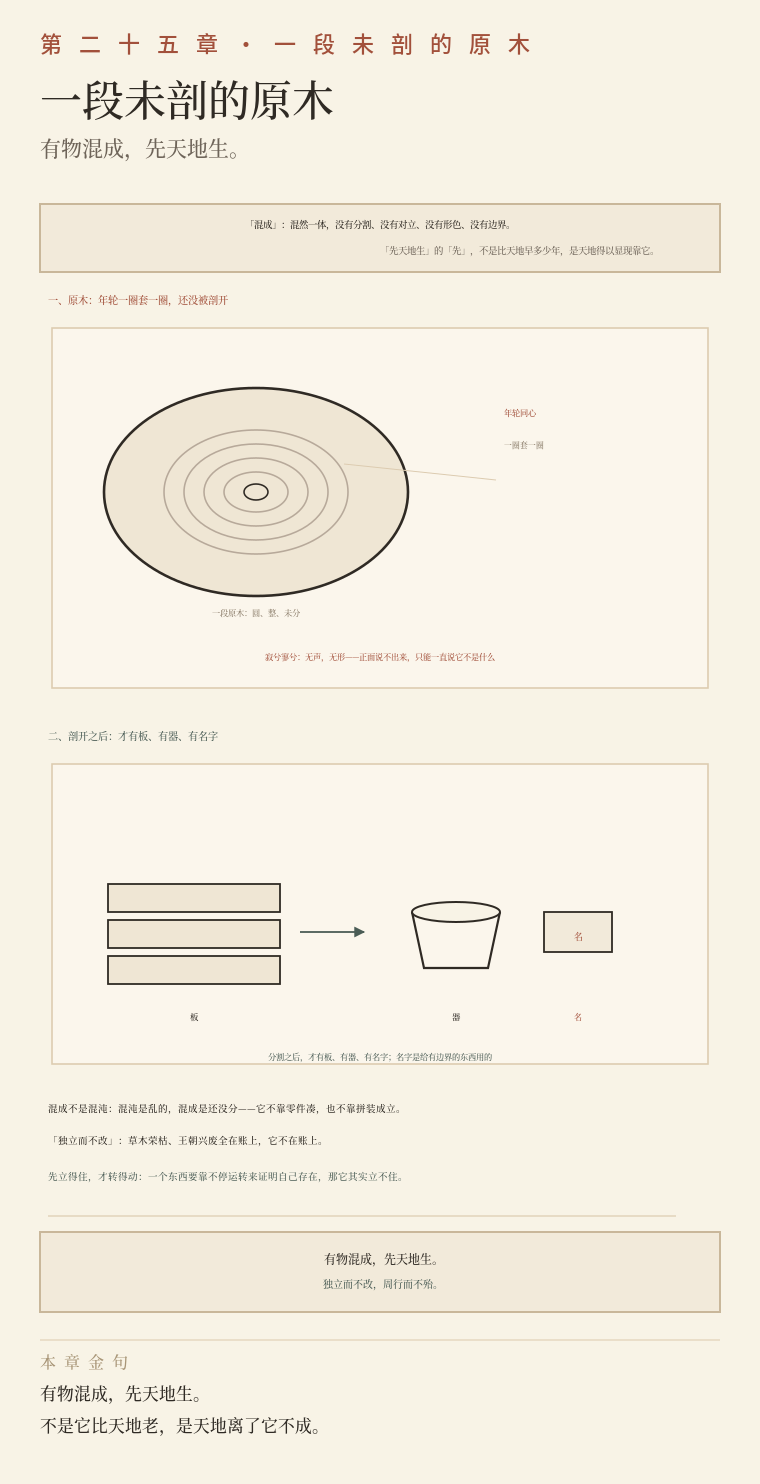 第二十五章·一段未剖的原木
一段未剖的原木
有物混成，先天地生。
「混成」：混然一体，没有分割、没有对立、没有形色、没有边界。
「先天地生」的「先」，不是比天地早多少年，是天地得以显现靠它。
一、原木：年轮一圈套一圈，还没被剖开
年轮同心
一圈套一圈
一段原木：圆、整、未分
寂兮寥兮：无声，无形——正面说不出来，只能一直说它不是什么
二、剖开之后：才有板、有器、有名字
名
板
器
名
分割之后，才有板、有器、有名字；名字是给有边界的东西用的
混成不是混沌：混沌是乱的，混成是还没分——它不靠零件凑，也不靠拼装成立。
「独立而不改」：草木荣枯、王朝兴废全在账上，它不在账上。
先立得住，才转得动：一个东西要靠不停运转来证明自己存在，那它其实立不住。
有物混成，先天地生。
独立而不改，周行而不殆。
本章金句
有物混成，先天地生。
不是它比天地老，是天地离了它不成。